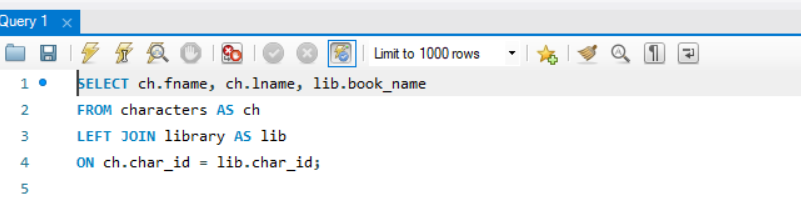 Query 1
Limit to 1000 rows
1 SELECT ch.fname, ch.lname, lib.book_name
2 FROM characters AS ch
3 LEFT JOIN library AS lib
4 ON ch.char_id = lib.char_id;
5